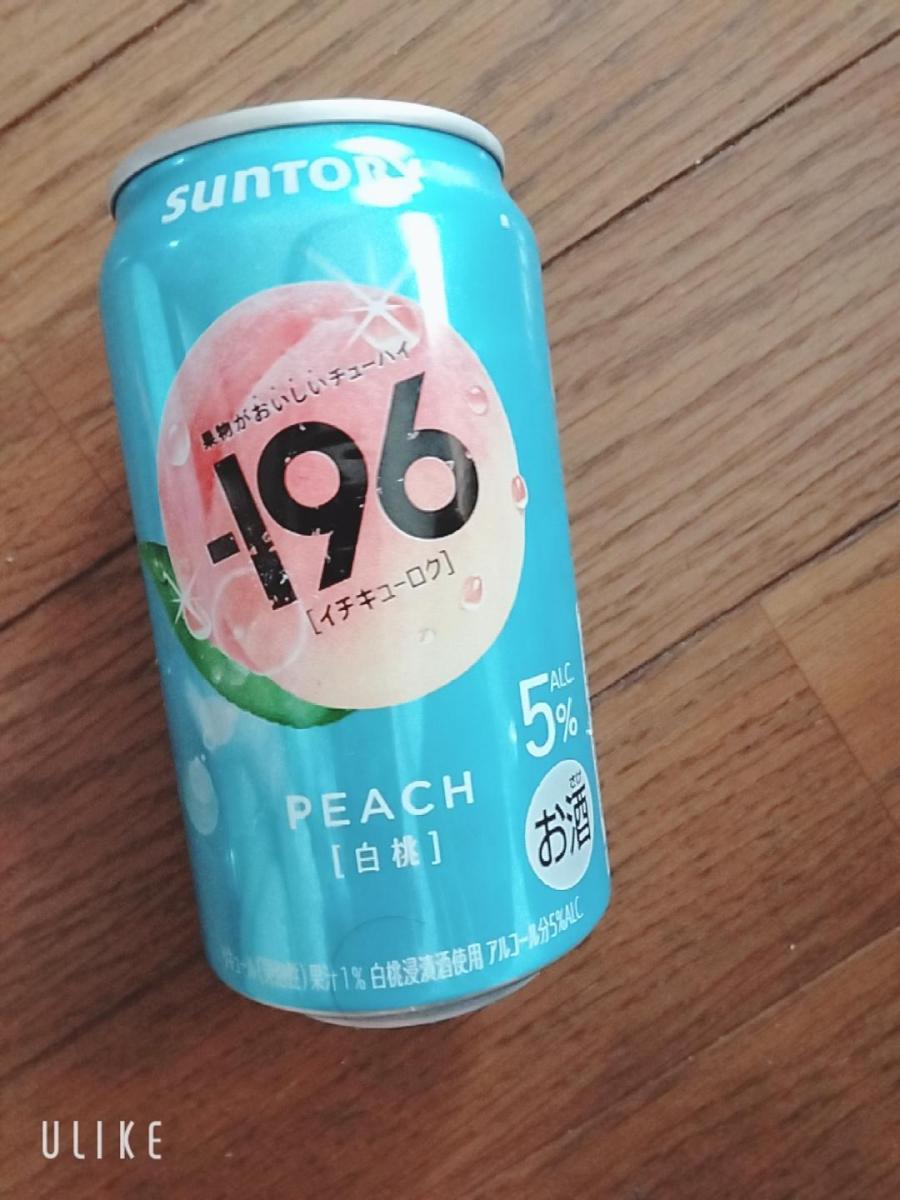 SUNTORY
果物がおいしいチューハイ
-196
[イチキューロク]
ALC.
5%
さけ
お酒
PEACH
[白桃]
果汁1% 白桃浸漬酒使用 アルコール分5%ALC
ULIKE